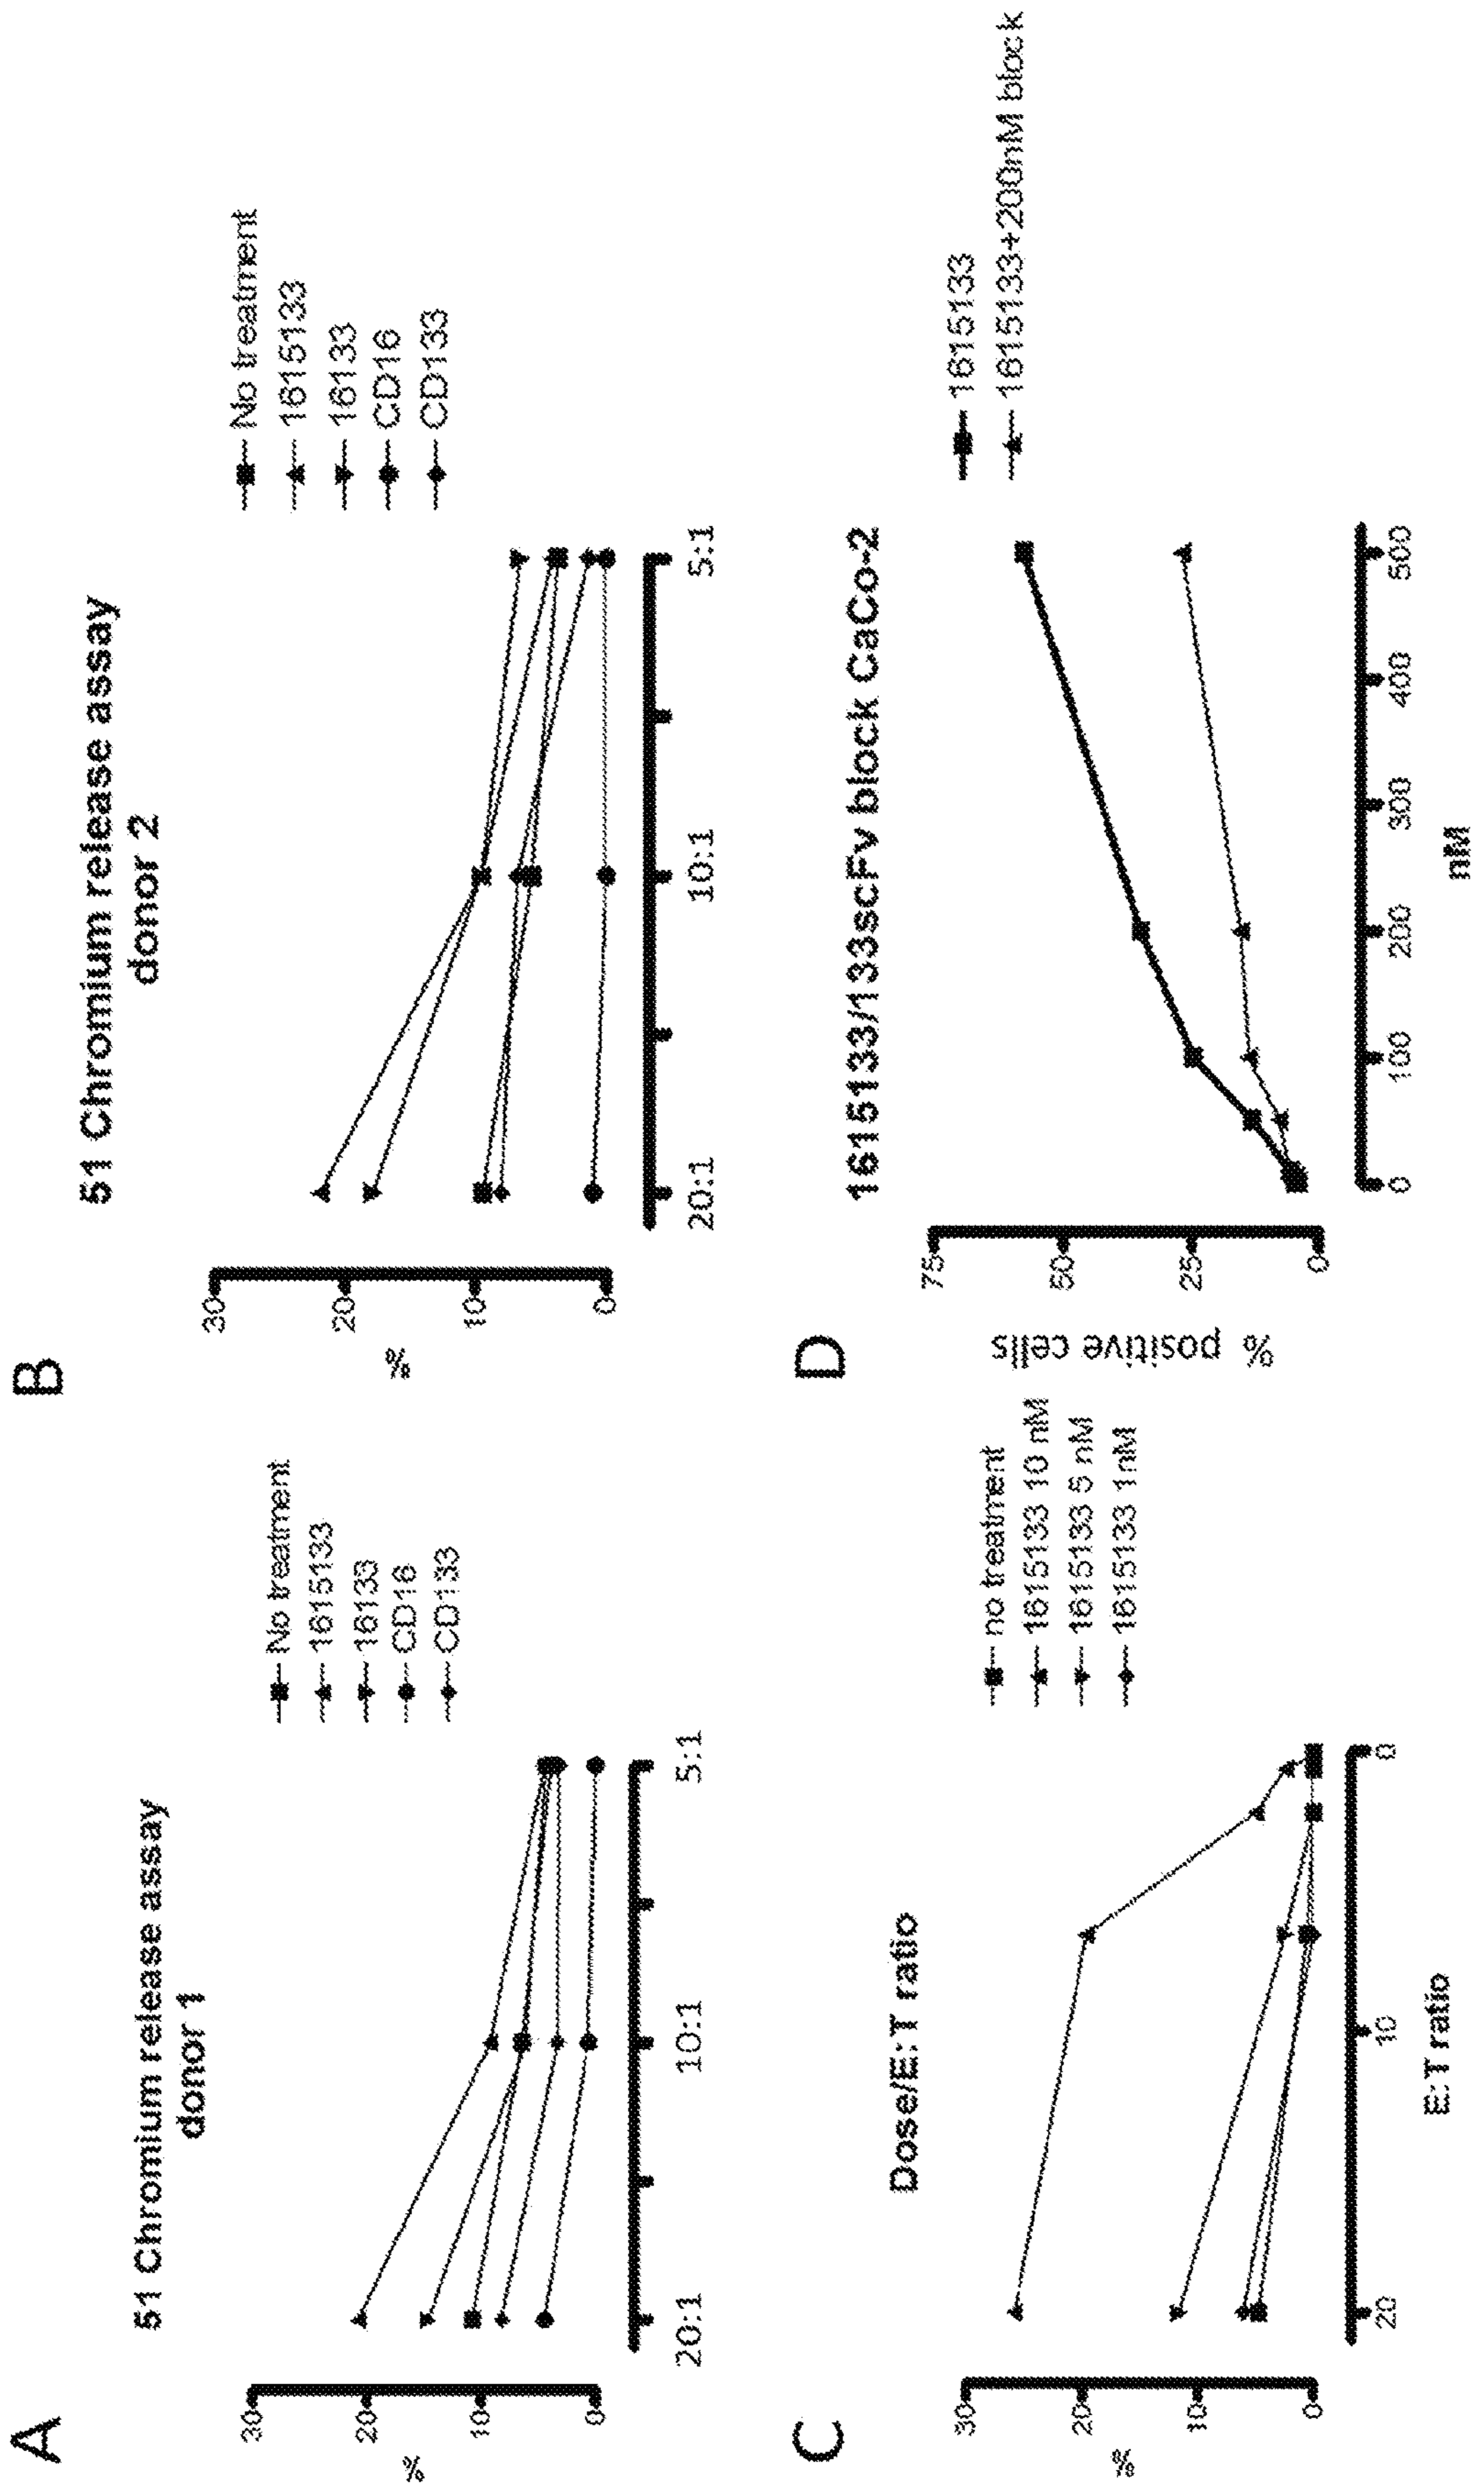 A
51 Chromium release assay
donor 1
%
30
20
10
0
20:1
10:1
5:1
No treatment
1615133
16133
CD16
CD133
B
51 Chromium release assay
donor 2
%
30
20
10
0
20:1
10:1
5:1
No treatment
1615133
16133
CD16
CD133
C
Dose/E:T ratio
%
30
20
10
0
20
10
0
E:T ratio
no treatment
1615133 10 nM
1615133 5 nM
1615133 1nM
D
1615133/133scFv block CaCo-2
% positive cells
75
50
25
0
0
100
200
300
400
500
nM
1615133
1615133+200nM block